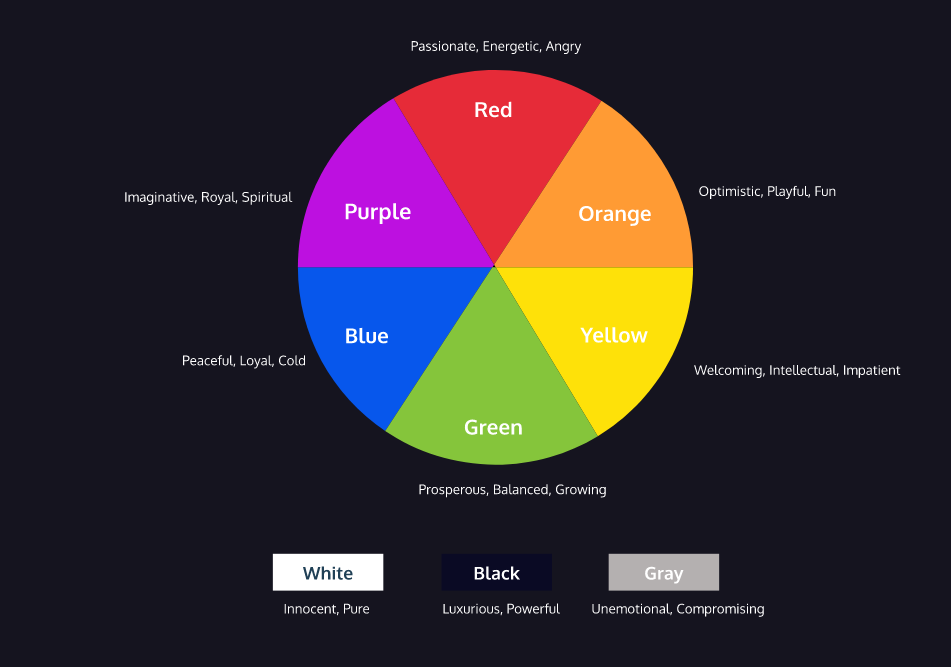 Passionate, Energetic, Angry
Red
Imaginative, Royal, Spiritual
Purple
Orange
Optimistic, Playful, Fun
Peaceful, Loyal, Cold
Blue
Yellow
Welcoming, Intellectual, Impatient
Green
Prosperous, Balanced, Growing
White
Black
Gray
Innocent, Pure
Luxurious, Powerful
Unemotional, Compromising